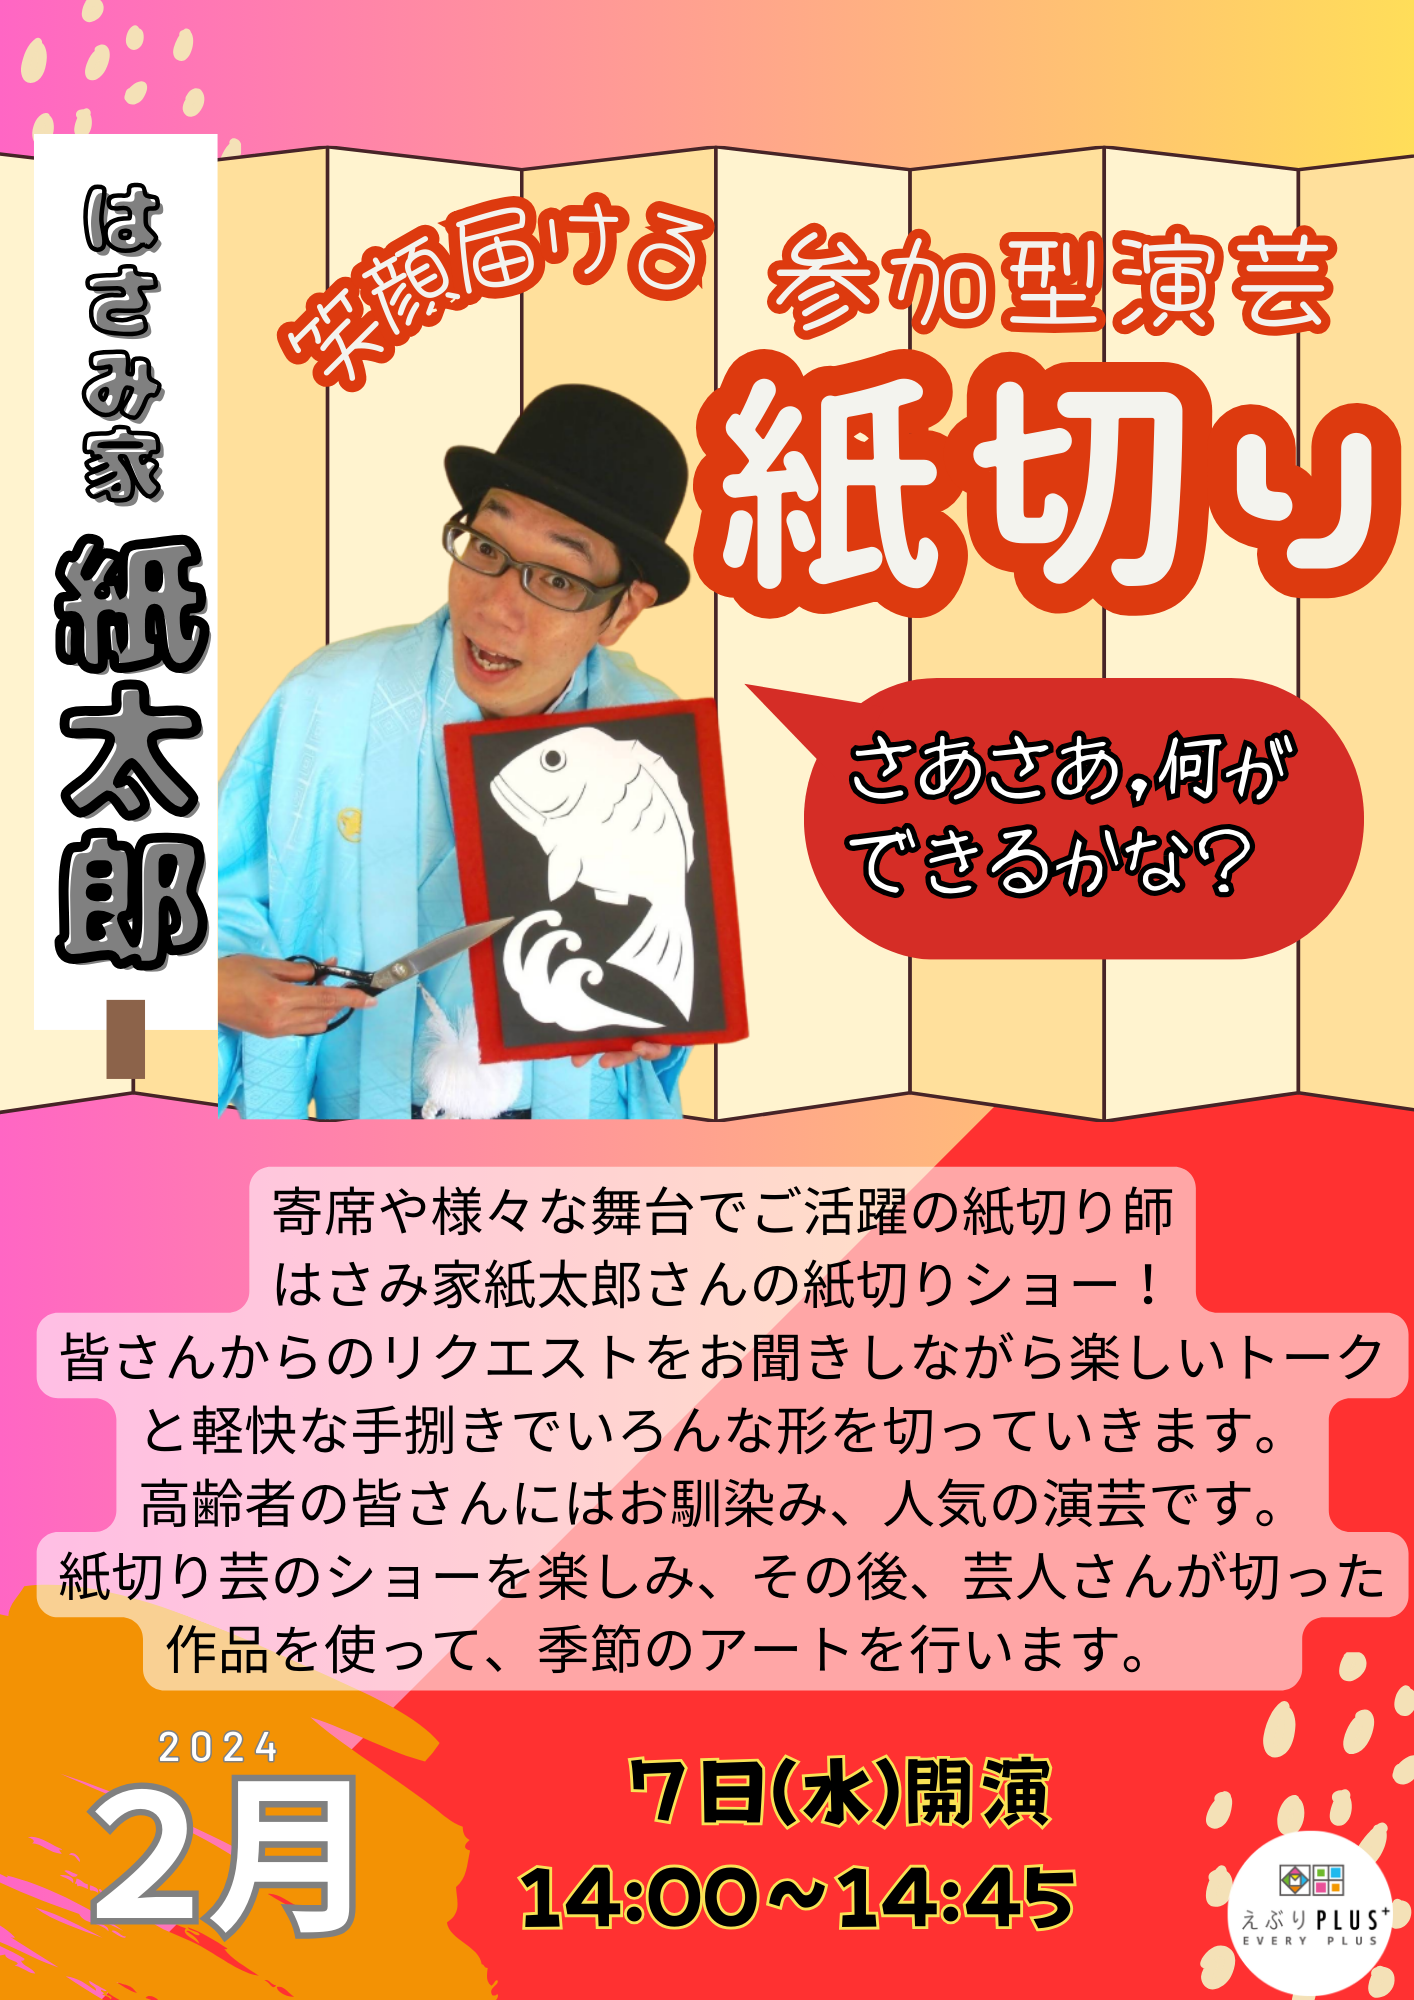 はさみ家
紙太郎
笑顔届ける 参加型演芸
紙切り
さあさあ,何が
できるかな?
寄席や様々な舞台でご活躍の紙切り師
はさみ家紙太郎さんの紙切りショー！
皆さんからのリクエストをお聞きしながら楽しいトーク
と軽快な手捌きでいろんな形を切っていきます。
高齢者の皆さんにはお馴染み、人気の演芸です。
紙切り芸のショーを楽しみ、その後、芸人さんが切った
作品を使って、季節のアートを行います。
2024
2月
7日(水)開演
14:00～14:45
えぶりPLUS+
EVERY PLUS